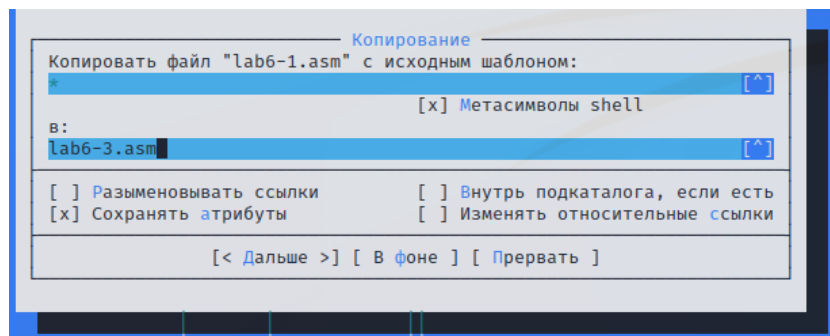 Копирование
Копировать файл "lab6-1.asm" с исходным шаблоном:
* [^]
[x] Метасимволы shell
в:
lab6-3.asm [^]
[ ] Разыменовывать ссылки [ ] Внутрь подкаталога, если есть
[x] Сохранять атрибуты [ ] Изменять относительные ссылки
[< Дальше >] [ В фоне ] [ Прервать ]